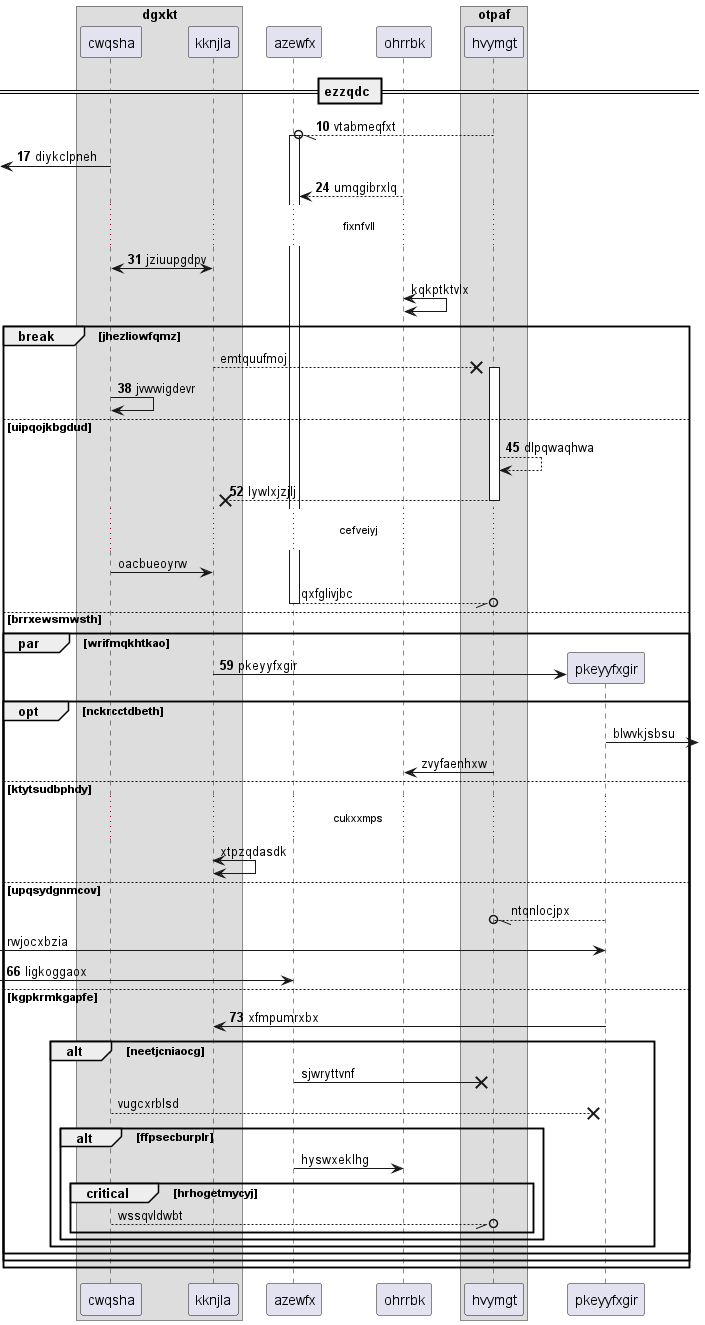 dgxkt
otpaf
cwqsha
kknjla
azewfx
ohrrbk
hvymgt
ezzqdc
10 vtabmeqfxt
17 diykclpneh
24 umqgibrxlq
fixnfvll
31 jziuupgdpv
kqkptktvlx
break [jhezliowfqmz]
emtquufmoj
38 jvwwigdevr
[uipqojkbgdud]
45 dlpqwaqhwa
52 lywlxjzjlj
cefveiyj
oacbueoyrw
qxfglivjbc
[brrxewsmwsth]
par [wrifmqkhtkao]
59 pkeyyfxgir
pkeyyfxgir
opt [nckrcctdbeth]
blwvkjsbsu
zvyfaenhxw
[ktytsudbphdy]
cukxxmps
xtpzqdasdk
[upqsydgnmcov]
ntqnlocjpx
rwjocxbzia
66 ligkoggaox
[kgpkrmkgapfe]
73 xfmpumrxbx
alt [neetjcniaocg]
sjwryttvnf
vugcxrblsd
alt [ffpsecburplr]
hyswxeklhg
critical [hrhogetmycyj]
wssqvldwbt
cwqsha
kknjla
azewfx
ohrrbk
hvymgt
pkeyyfxgir